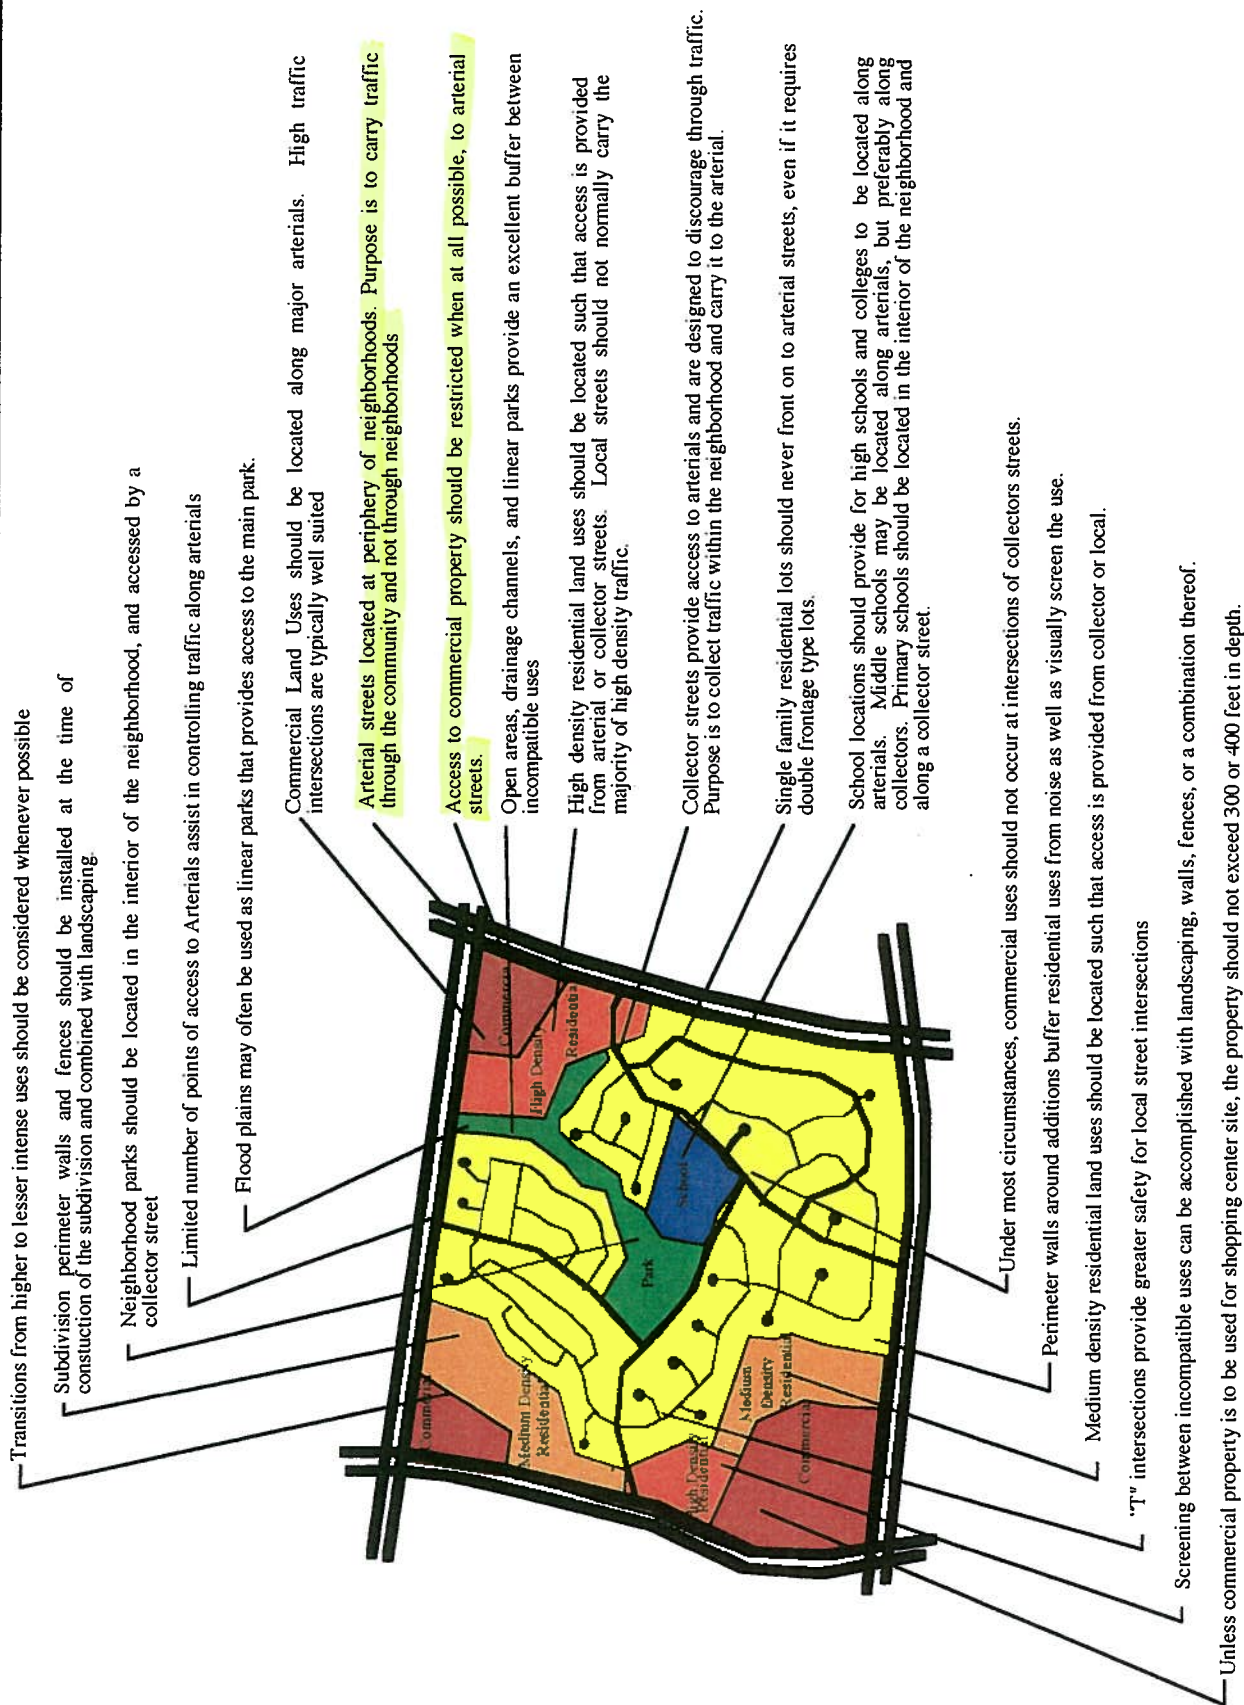 Transitions from higher to lesser intense uses should be considered whenever possible
Subdivision perimeter walls and fences should be installed at the time of
constuction of the subdivision and combined with landscaping.
Neighborhood parks should be located in the interior of the neighborhood, and accessed by a
collector street
Limited number of points of access to Arterials assist in controlling traffic along arterials
Flood plains may often be used as linear parks that provides access to the main park.
Commercial Land Uses should be located along major arterials. High traffic
intersections are typically well suited
Arterial streets located at periphery of neighborhoods. Purpose is to carry traffic
through the community and not through neighborhoods
Access to commercial property should be restricted when at all possible, to arterial
streets.
Open areas, drainage channels, and linear parks provide an excellent buffer between
incompatible uses
High density residential land uses should be located such that access is provided
from arterial or collector streets. Local streets should not normally carry the
majority of high density traffic.
Collector streets provide access to arterials and are designed to discourage through traffic.
Purpose is to collect traffic within the neighborhood and carry it to the arterial.
Single family residential lots should never front on to arterial streets, even if it requires
double frontage type lots.
School locations should provide for high schools and colleges to be located along
arterials. Middle schools may be located along arterials, but preferably along
collectors. Primary schools should be located in the interior of the neighborhood and
along a collector street.
Commercial
Medium Density
Residential
High Density
Residential
Commercial
Park
School
High Density
Residential
Medium
Density
Residential
Commercial
Under most circumstances, commercial uses should not occur at intersections of collectors streets.
Perimeter walls around additions buffer residential uses from noise as well as visually screen the use.
Medium density residential land uses should be located such that access is provided from collector or local.
"T" intersections provide greater safety for local street intersections
Screening between incompatible uses can be accomplished with landscaping, walls, fences, or a combination thereof.
Unless commercial property is to be used for shopping center site, the property should not exceed 300 or 400 feet in depth.